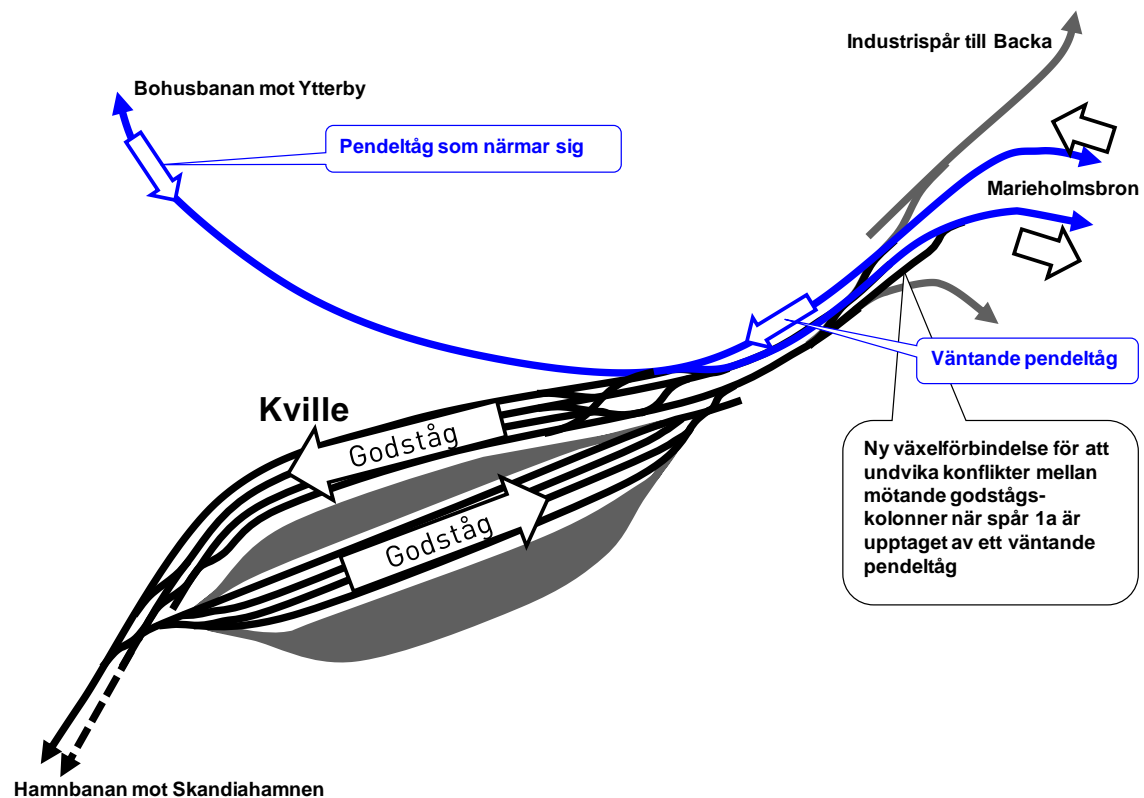 Industrispår till Backa
Bohusbanan mot Ytterby
Pendeltåg som närmar sig
Marieholmsbron
Väntande pendeltåg
Kville
Godståg
Godståg
Ny växelförbindelse för att
undvika konflikter mellan
mötande godstågs-
kolonner när spår 1a är
upptaget av ett väntande
pendeltåg
Hamnbanan mot Skandiahamnen